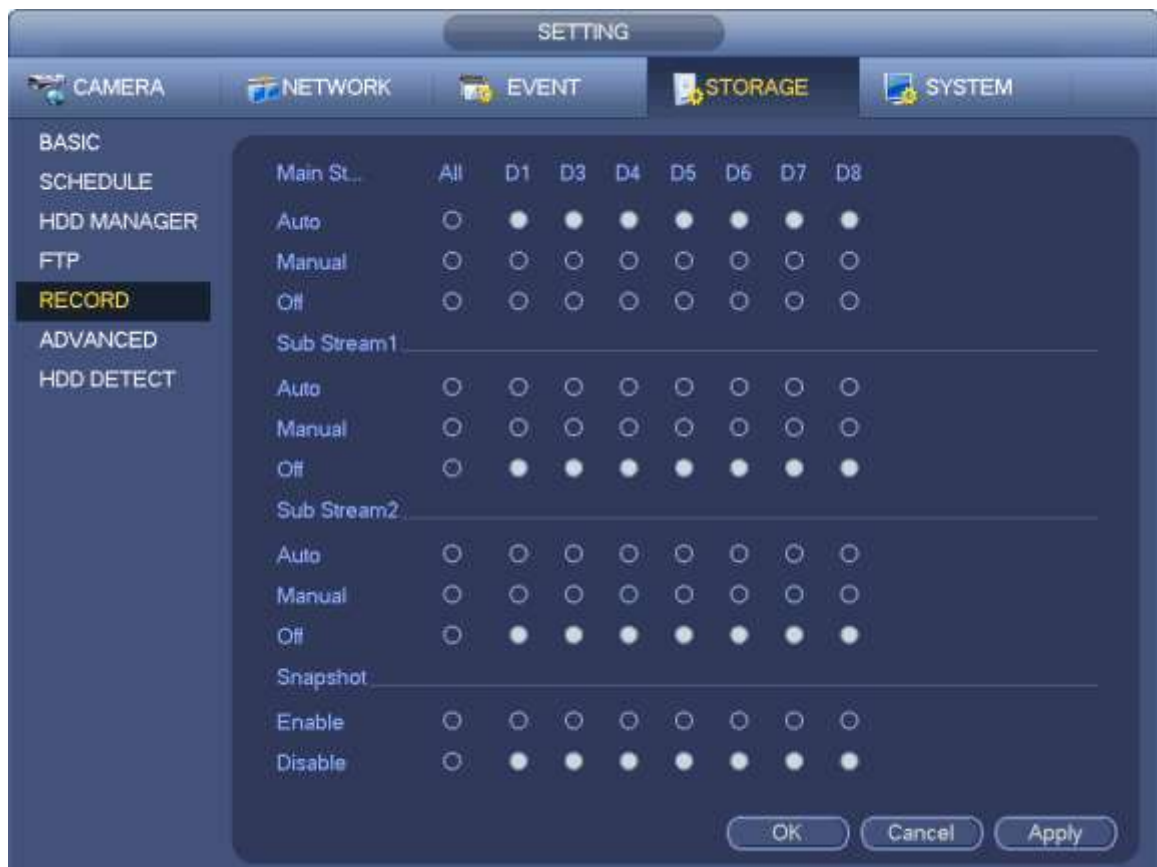 SETTING
CAMERA NETWORK EVENT STORAGE SYSTEM
BASIC
SCHEDULE
HDD MANAGER
FTP
RECORD
ADVANCED
HDD DETECT
Main St... All D1 D3 D4 D5 D6 D7 D8
Auto
Manual
Off
Sub Stream1
Auto
Manual
Off
Sub Stream2
Auto
Manual
Off
Snapshot
Enable
Disable
OK Cancel Apply